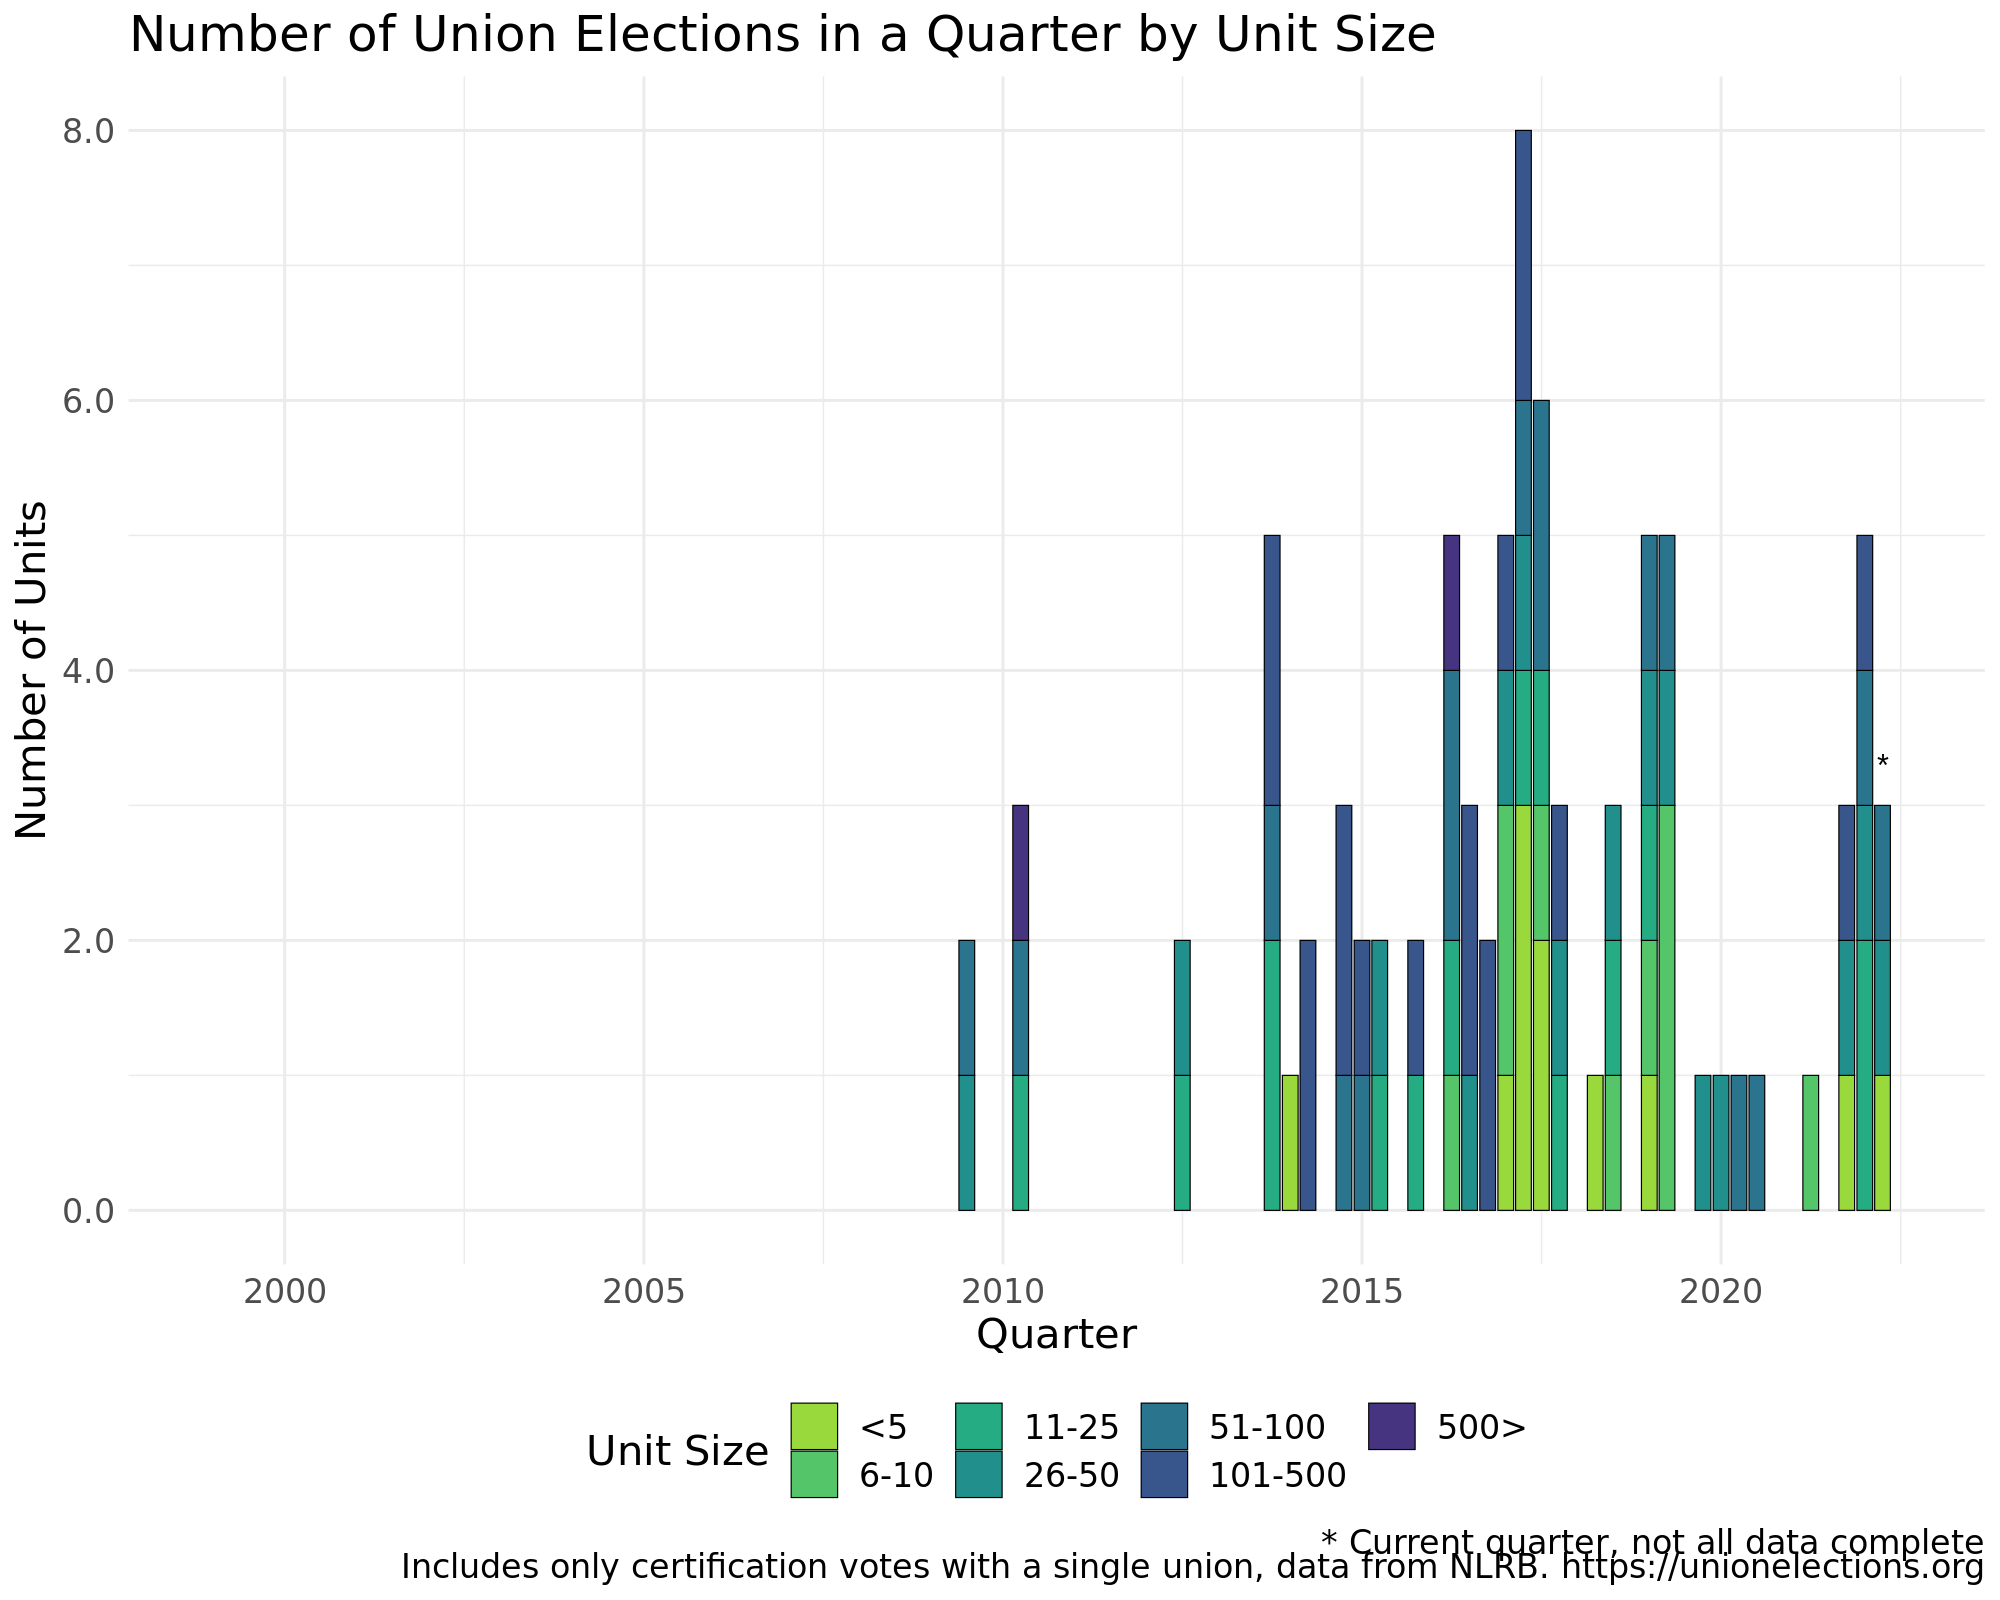 Number of Union Elections in a Quarter by Unit Size
8.0
6.0
4.0
2.0
0.0
Number of Units
*
2000 2005 2010 2015 2020
Quarter
Unit Size
<5 11-25 51-100 500>
6-10 26-50 101-500
* Current quarter, not all data complete
Includes only certification votes with a single union, data from NLRB. https://unionelections.org